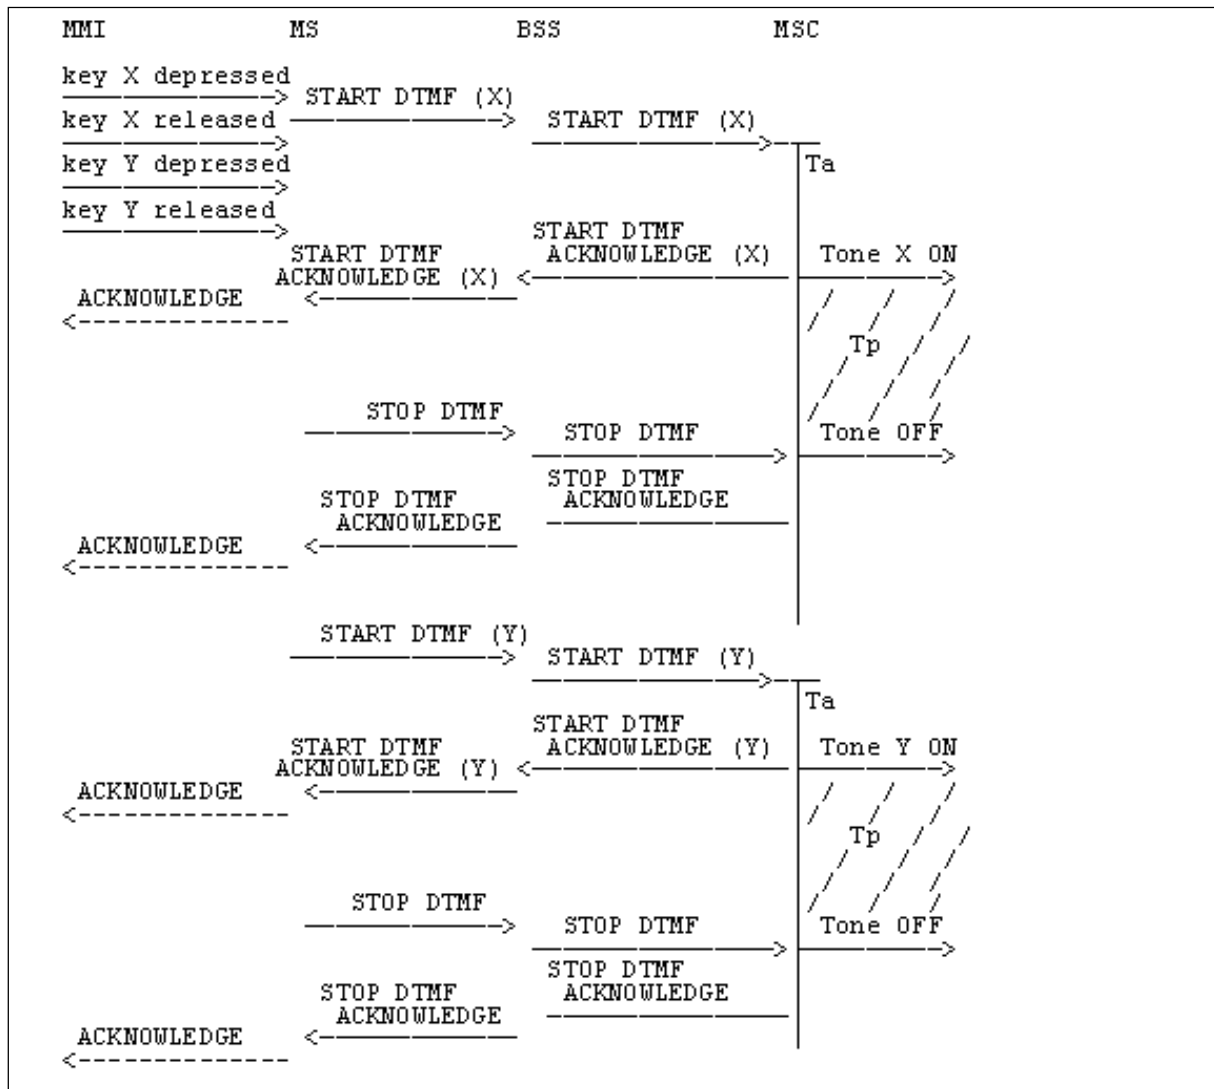 MMI MS BSS MSC
key X depressed
START DTMF (X)
key X released
START DTMF (X)
key Y depressed
Ta
key Y released
START DTMF
START DTMF
ACKNOWLEDGE (X)
Tone X ON
ACKNOWLEDGE (X)
ACKNOWLEDGE
Tp
STOP DTMF
STOP DTMF
Tone OFF
STOP DTMF
STOP DTMF
ACKNOWLEDGE
ACKNOWLEDGE
ACKNOWLEDGE
START DTMF (Y)
START DTMF (Y)
Ta
START DTMF
START DTMF
ACKNOWLEDGE (Y)
Tone Y ON
ACKNOWLEDGE (Y)
ACKNOWLEDGE
Tp
STOP DTMF
STOP DTMF
Tone OFF
STOP DTMF
STOP DTMF
ACKNOWLEDGE
ACKNOWLEDGE
ACKNOWLEDGE